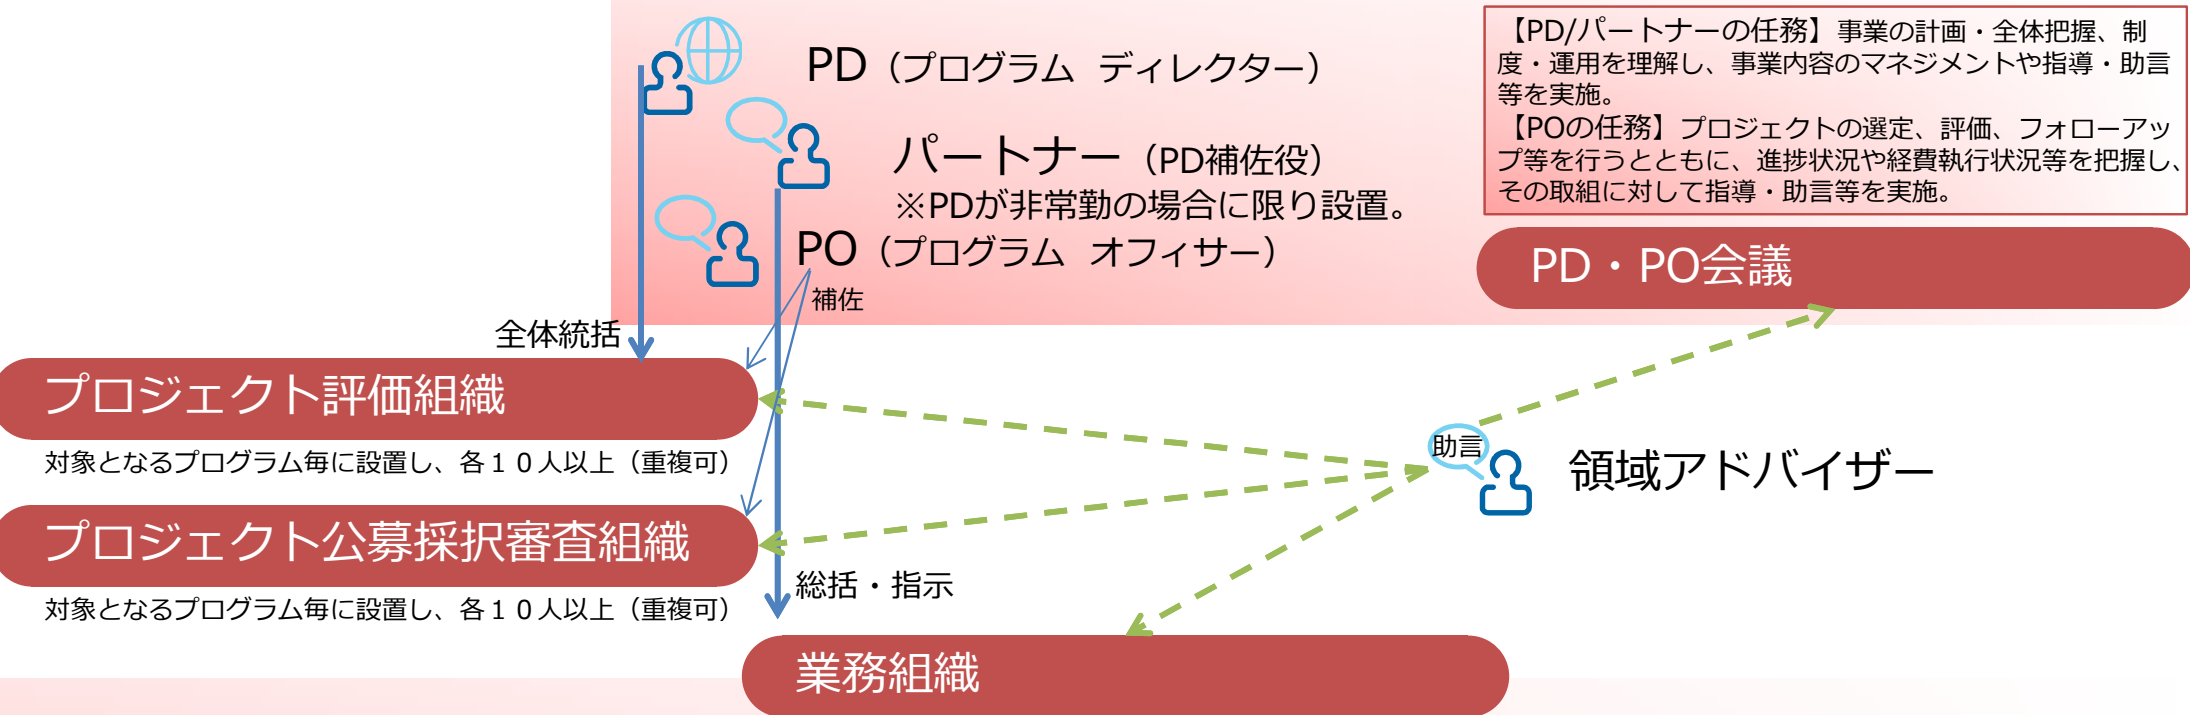 PD（プログラム ディレクター）
パートナー（PD補佐役）
※PDが非常勤の場合に限り設置。
PO（プログラム オフィサー）
補佐
【PD/パートナーの任務】事業の計画・全体把握、制
度・運用を理解し、事業内容のマネジメントや指導・助言
等を実施。
【POの任務】プロジェクトの選定、評価、フォローアッ
プ等を行うとともに、進捗状況や経費執行状況等を把握し、
その取組に対して指導・助言等を実施。
PD・PO会議
全体統括
プロジェクト評価組織
対象となるプログラム毎に設置し、各１０人以上（重複可）
助言
領域アドバイザー
プロジェクト公募採択審査組織
対象となるプログラム毎に設置し、各１０人以上（重複可）
総括・指示
業務組織